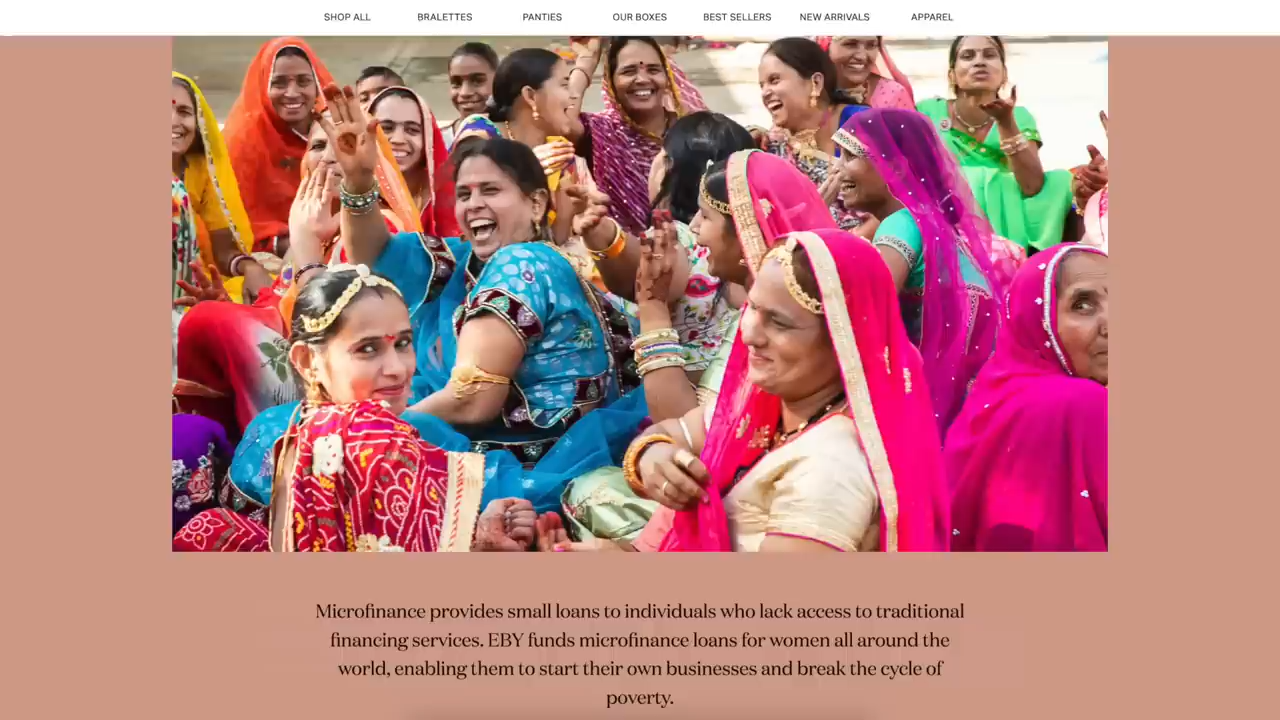 SHOP ALL BRALETTES PANTIES OUR BOXES BEST SELLERS NEW ARRIVALS APPAREL
Microfinance provides small loans to individuals who lack access to traditional
financing services. EBY funds microfinance loans for women all around the
world, enabling them to start their own businesses and break the cycle of
poverty.